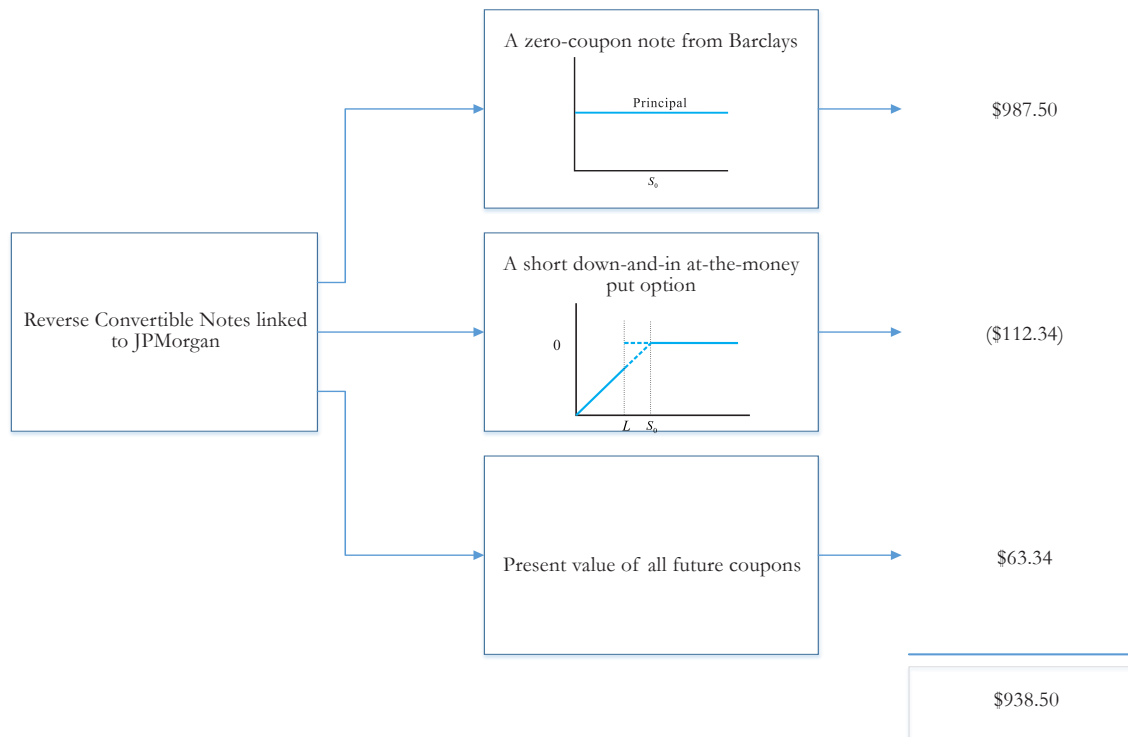 A zero-coupon note from Barclays
Principal
S₀
$987.50
Reverse Convertible Notes linked
to JPMorgan
A short down-and-in at-the-money
put option
0
L S₀
($112.34)
Present value of all future coupons
$63.34
$938.50